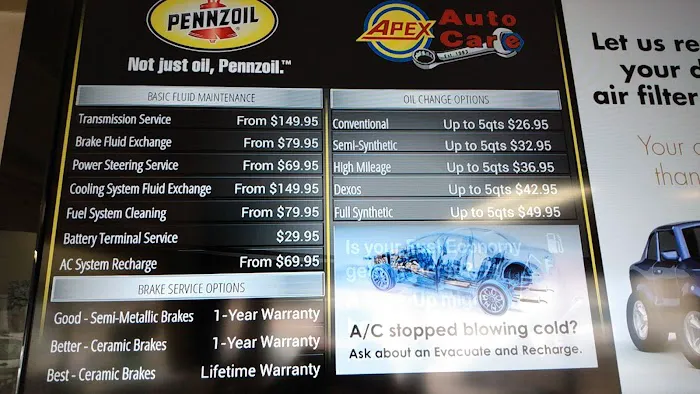 PENNZOIL
Not just oil, Pennzoil.™
APEX Auto Care
EST. 1983
BASIC FLUID MAINTENANCE
Transmission Service From $149.95
Brake Fluid Exchange From $79.95
Power Steering Service From $69.95
Cooling System Fluid Exchange From $149.95
Fuel System Cleaning From $79.95
Battery Terminal Service $29.95
AC System Recharge From $69.95
BRAKE SERVICE OPTIONS
Good - Semi-Metallic Brakes 1-Year Warranty
Better - Ceramic Brakes 1-Year Warranty
Best - Ceramic Brakes Lifetime Warranty
OIL CHANGE OPTIONS
Conventional Up to 5qts $26.95
Semi-Synthetic Up to 5qts $32.95
High Mileage Up to 5qts $36.95
Dexos Up to 5qts $42.95
Full Synthetic Up to 5qts $49.95
Is your Fuel Economy
Up
A/C stopped blowing cold?
Ask about an Evacuate and Recharge.
Let us re
your
air filter
Your
than